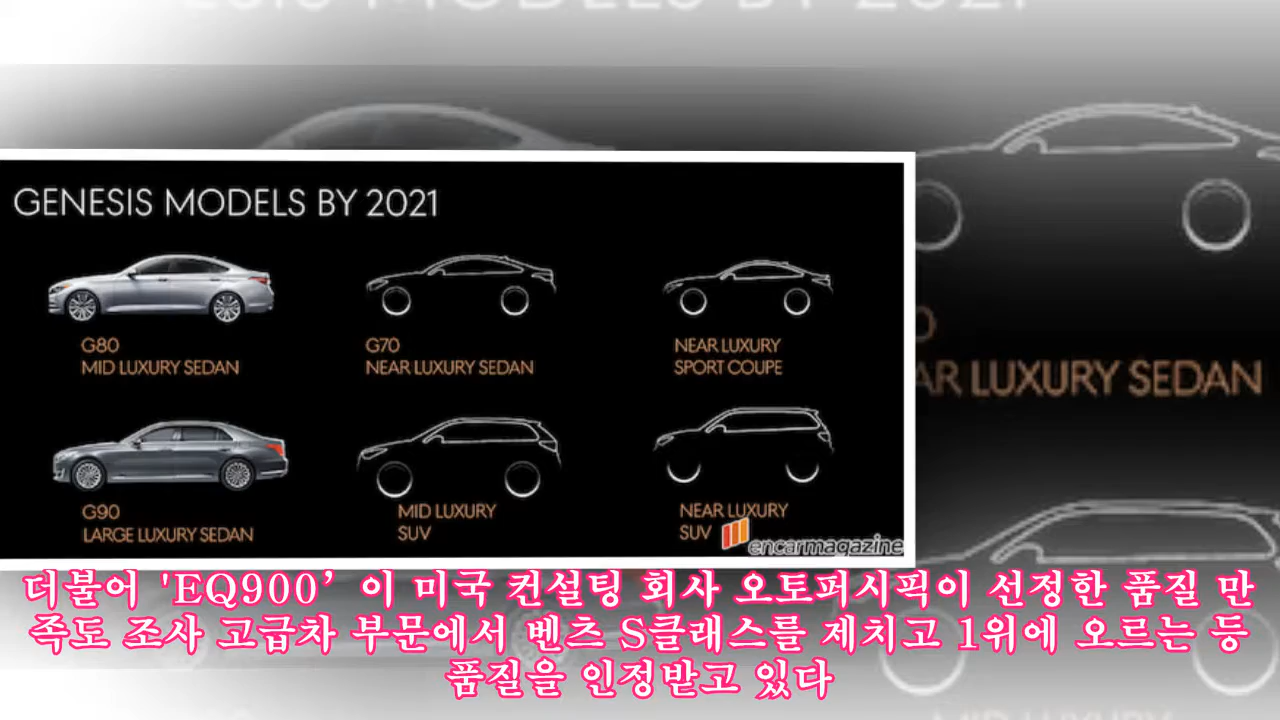 GENESIS MODELS BY 2021
G80
MID LUXURY SEDAN
G70
NEAR LUXURY SEDAN
NEAR LUXURY
SPORT COUPE
G90
LARGE LUXURY SEDAN
MID LUXURY
SUV
NEAR LUXURY
SUV
encarmagazine
AR LUXURY SEDAN
더불어 'EQ900’ 이 미국 컨설팅 회사 오토퍼시픽이 선정한 품질 만
족도 조사 고급차 부문에서 벤츠 S클래스를 제치고 1위에 오르는 등
품질을 인정받고 있다